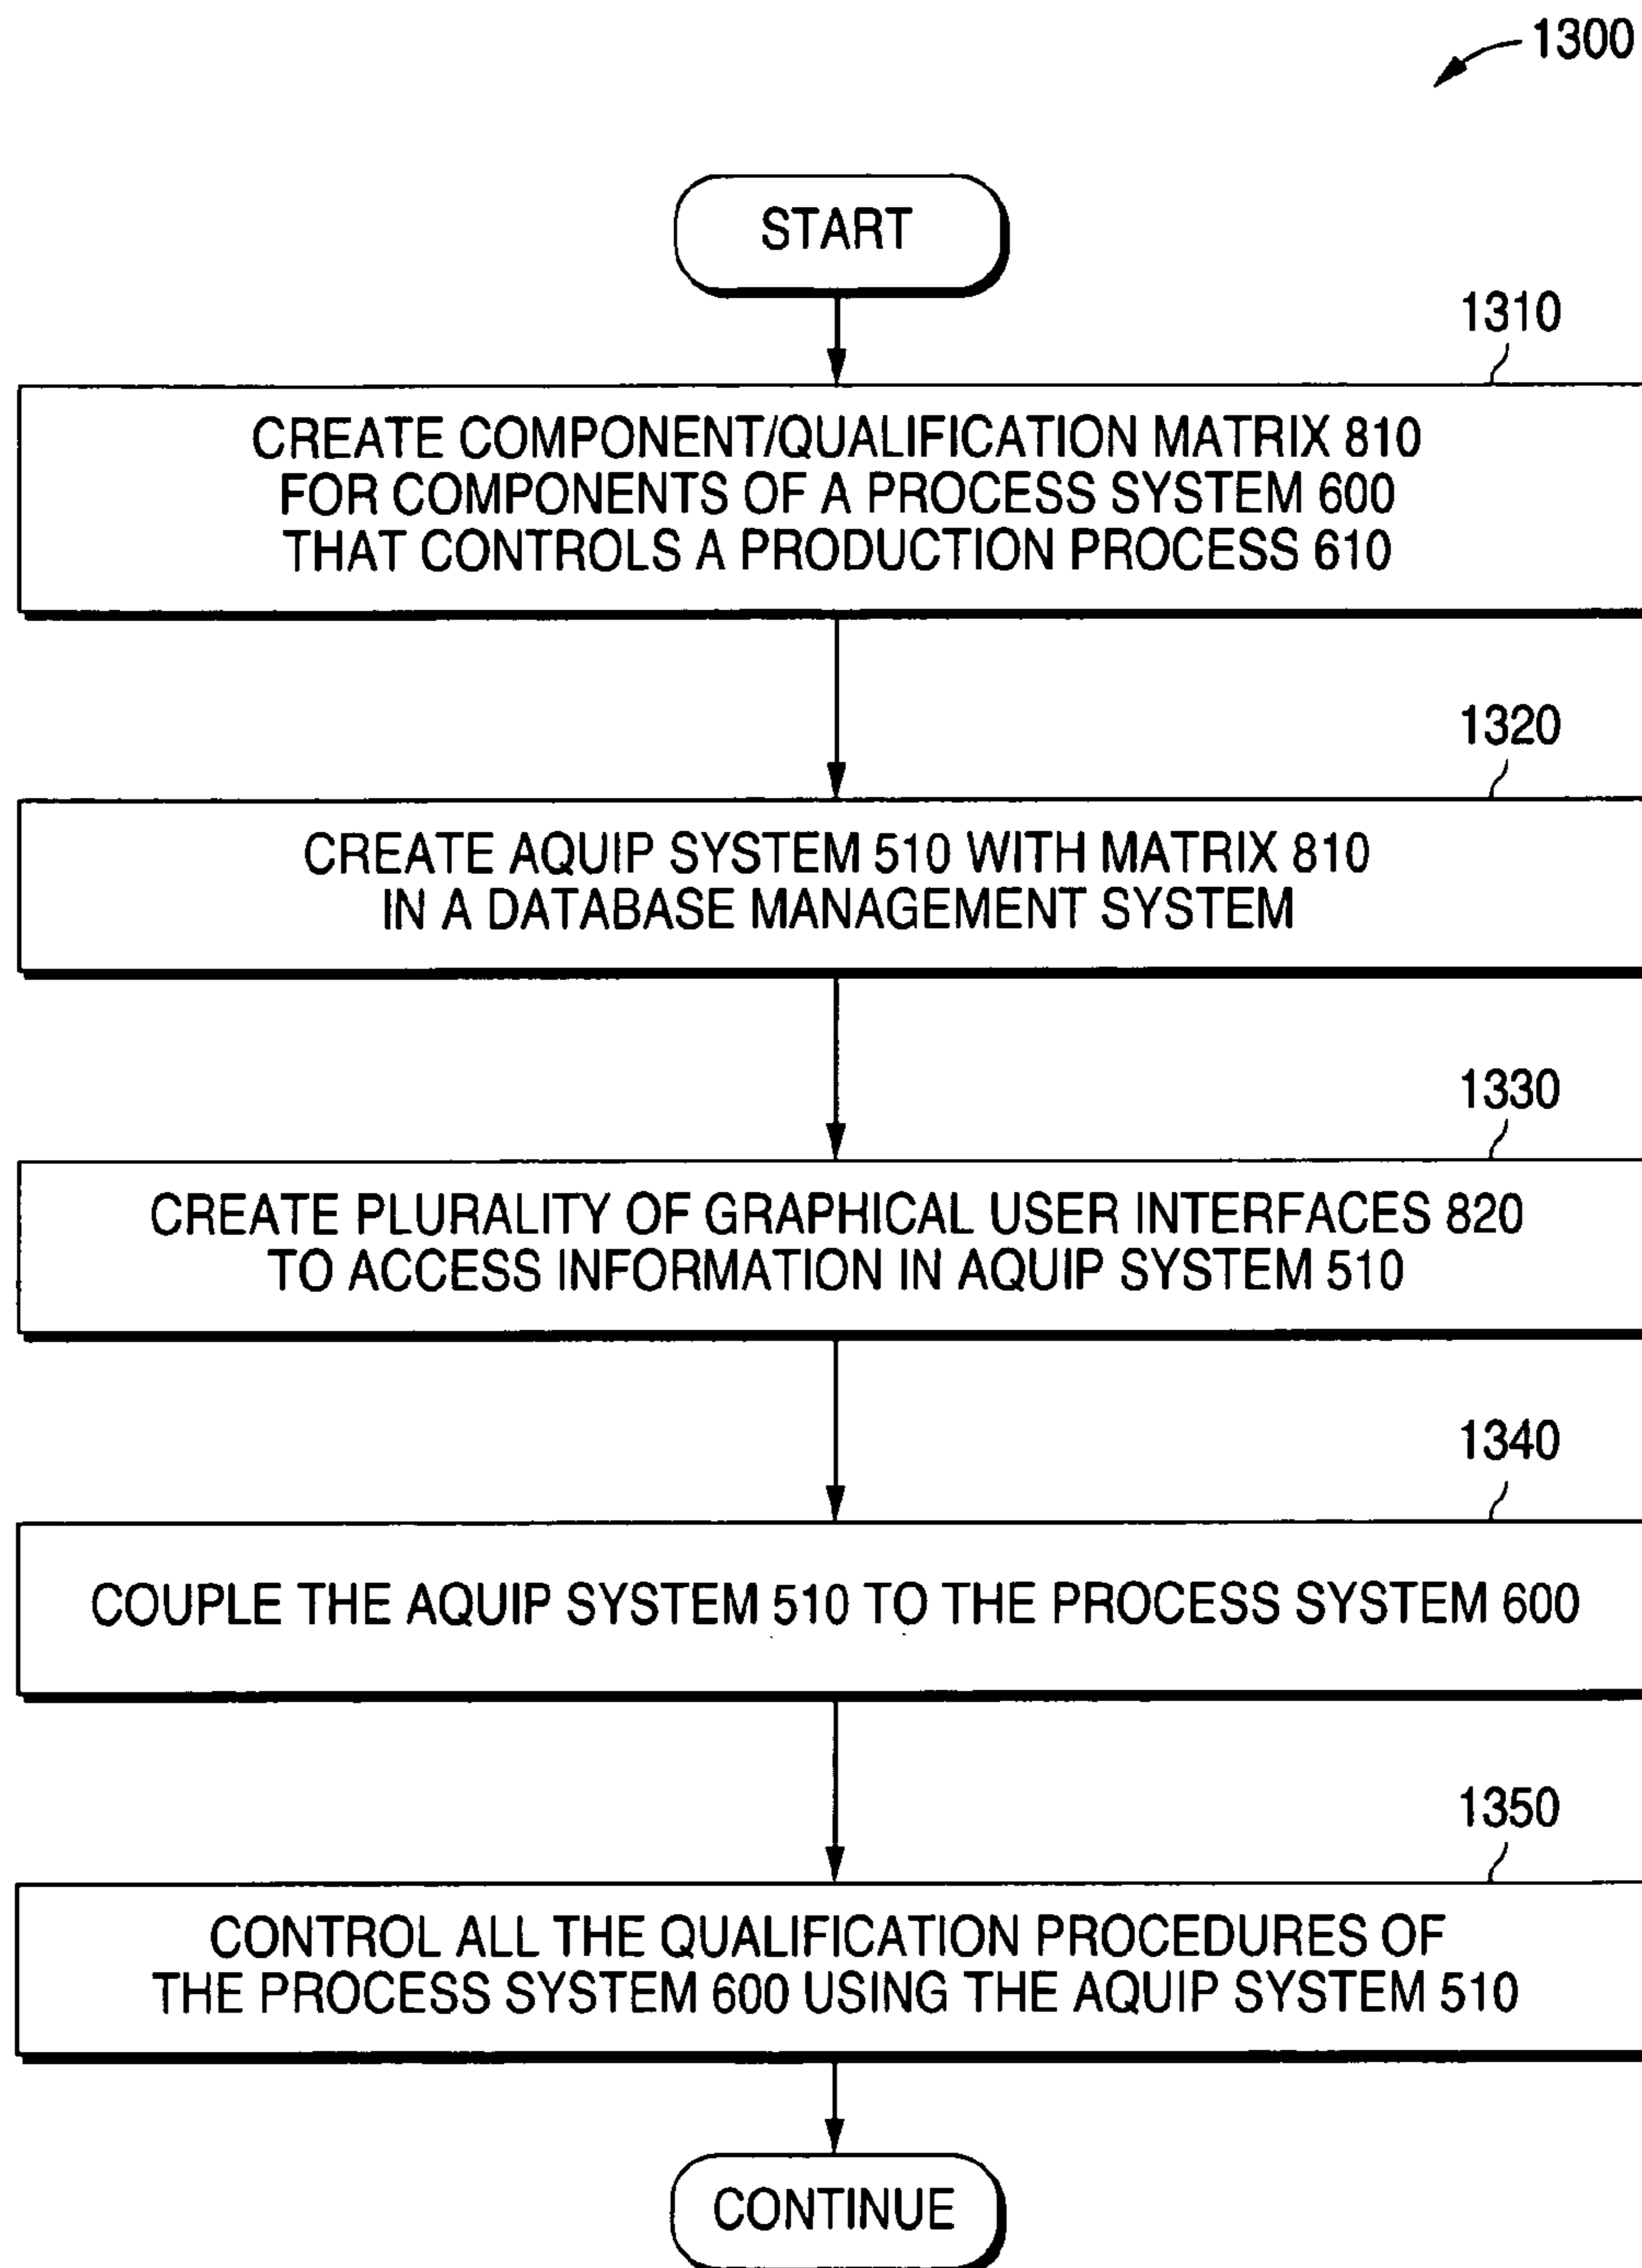 1300
START
1310
CREATE COMPONENT/QUALIFICATION MATRIX 810
FOR COMPONENTS OF A PROCESS SYSTEM 600
THAT CONTROLS A PRODUCTION PROCESS 610
1320
CREATE AQUIP SYSTEM 510 WITH MATRIX 810
IN A DATABASE MANAGEMENT SYSTEM
1330
CREATE PLURALITY OF GRAPHICAL USER INTERFACES 820
TO ACCESS INFORMATION IN AQUIP SYSTEM 510
1340
COUPLE THE AQUIP SYSTEM 510 TO THE PROCESS SYSTEM 600
1350
CONTROL ALL THE QUALIFICATION PROCEDURES OF
THE PROCESS SYSTEM 600 USING THE AQUIP SYSTEM 510
CONTINUE